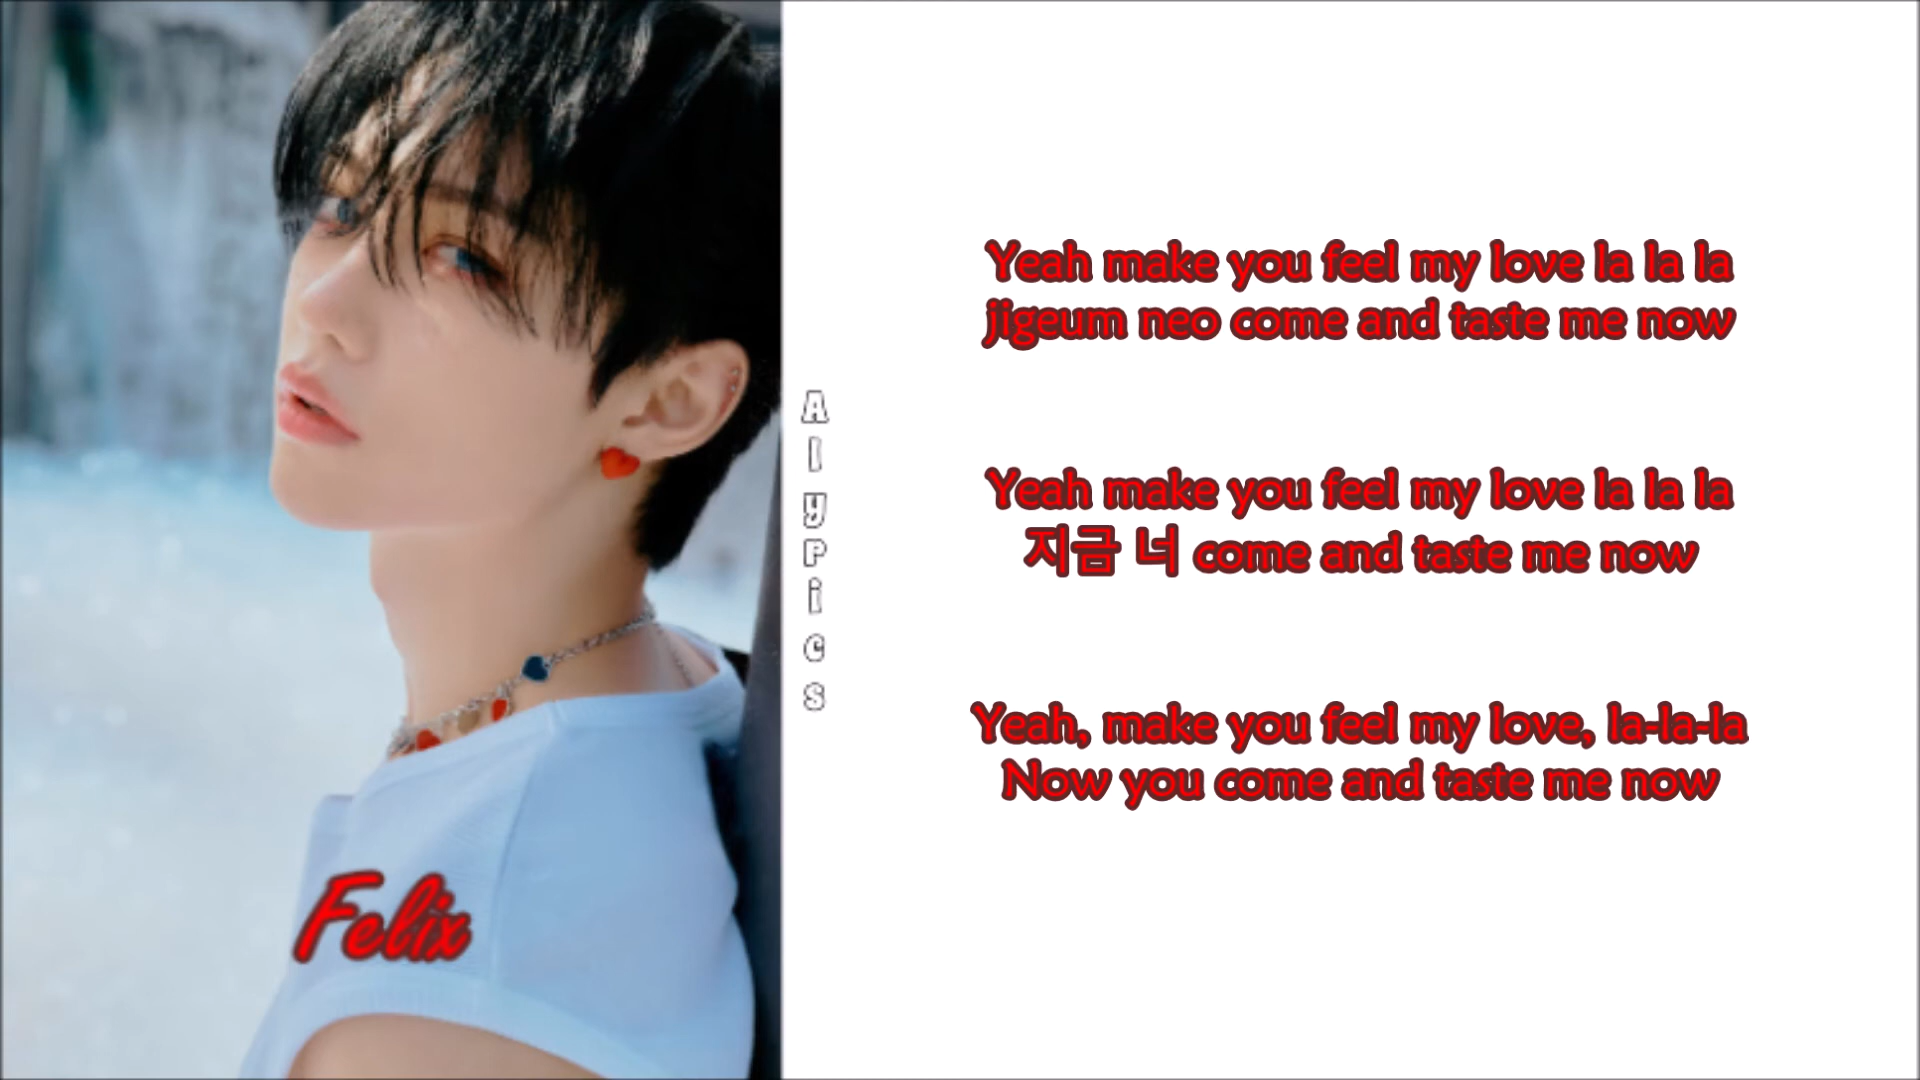 Felix
AlyPics
Yeah make you feel my love la la la
jigeum neo come and taste me now
Yeah make you feel my love la la la
지금 너 come and taste me now
Yeah, make you feel my love, la-la-la
Now you come and taste me now